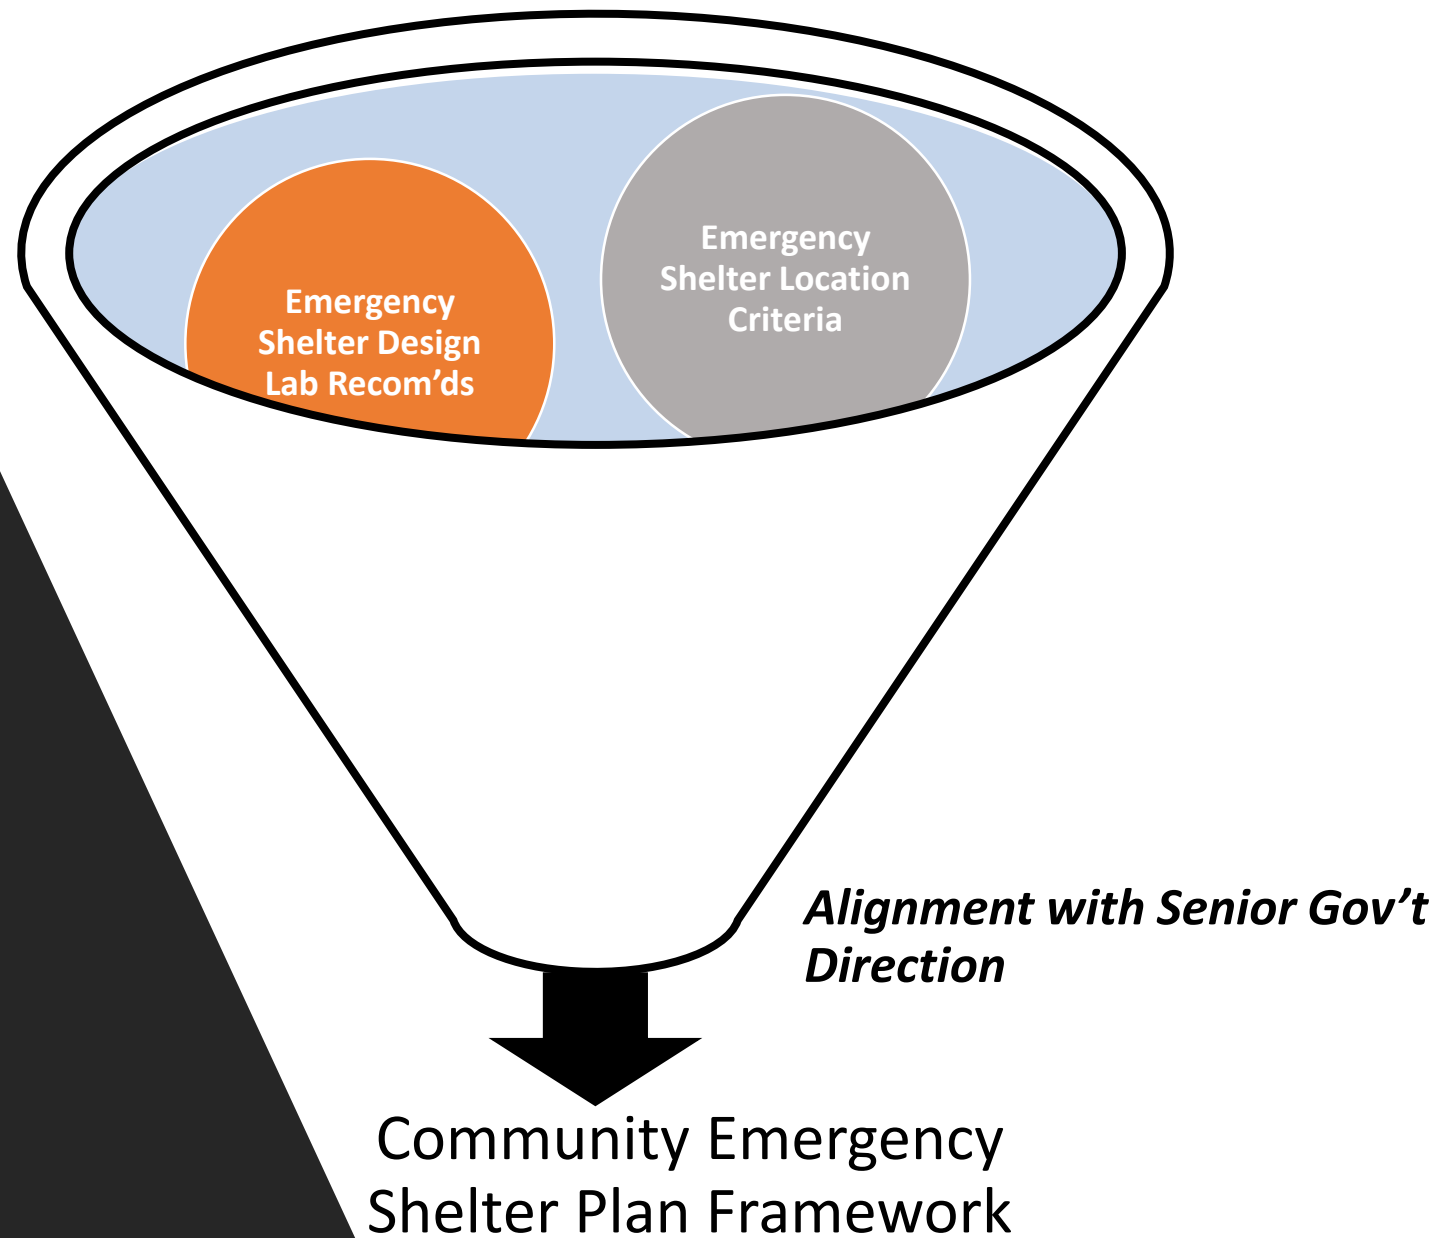 Emergency
Shelter Location
Criteria
Emergency
Shelter Design
Lab Recom’ds
Alignment with Senior Gov’t
Direction
Community Emergency
Shelter Plan Framework